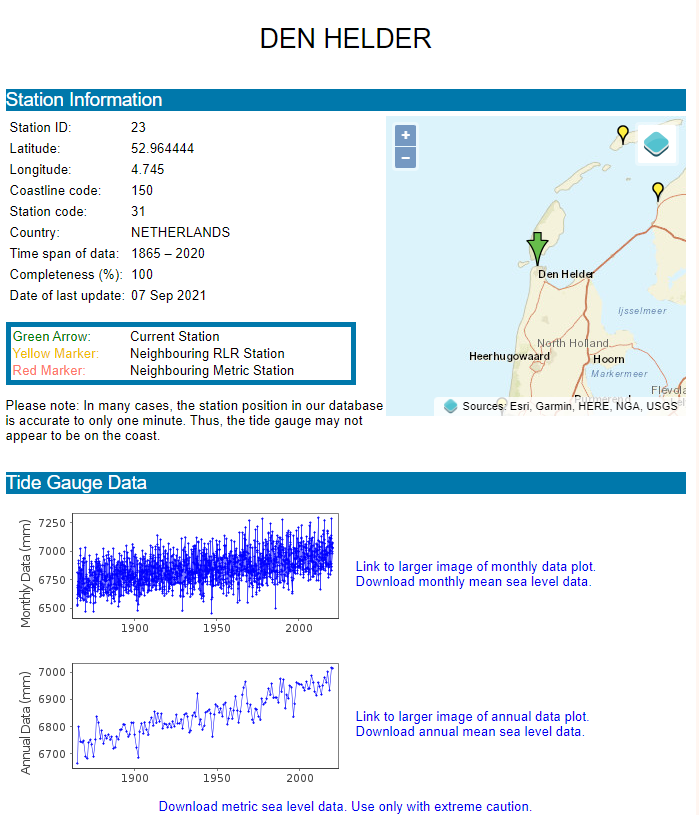 DEN HELDER
Station Information
Station ID: 23
Latitude: 52.964444
Longitude: 4.745
Coastline code: 150
Station code: 31
Country: NETHERLANDS
Time span of data: 1865 – 2020
Completeness (%): 100
Date of last update: 07 Sep 2021
+
−
Den Helder
Ijsselmeer
North Holland
Heerhugowaard
Hoorn
Markermeer
Sources: Esri, Garmin, HERE, NGA, USGS
Green Arrow: Current Station
Yellow Marker: Neighbouring RLR Station
Red Marker: Neighbouring Metric Station
Please note: In many cases, the station position in our database
is accurate to only one minute. Thus, the tide gauge may not
appear to be on the coast.
Tide Gauge Data
Monthly Data (mm)
7250
7000
6750
6500
1900 1950 2000
Link to larger image of monthly data plot.
Download monthly mean sea level data.
Annual Data (mm)
7000
6900
6800
6700
1900 1950 2000
Link to larger image of annual data plot.
Download annual mean sea level data.
Download metric sea level data. Use only with extreme caution.